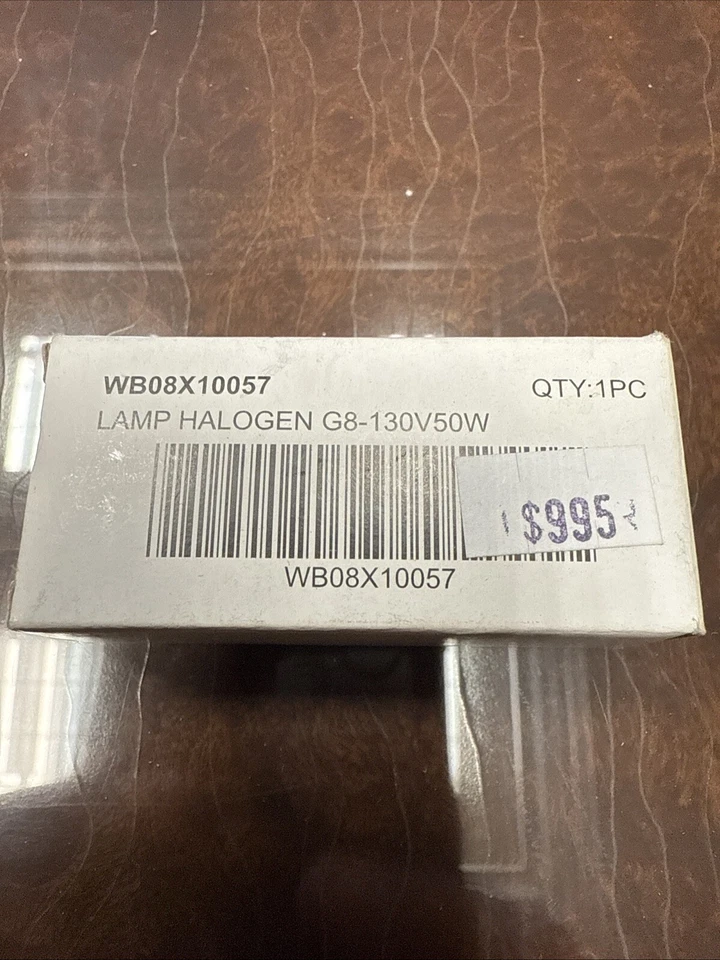 WB08X10057
QTY:1PC
LAMP HALOGEN G8-130V50W
$995
WB08X10057